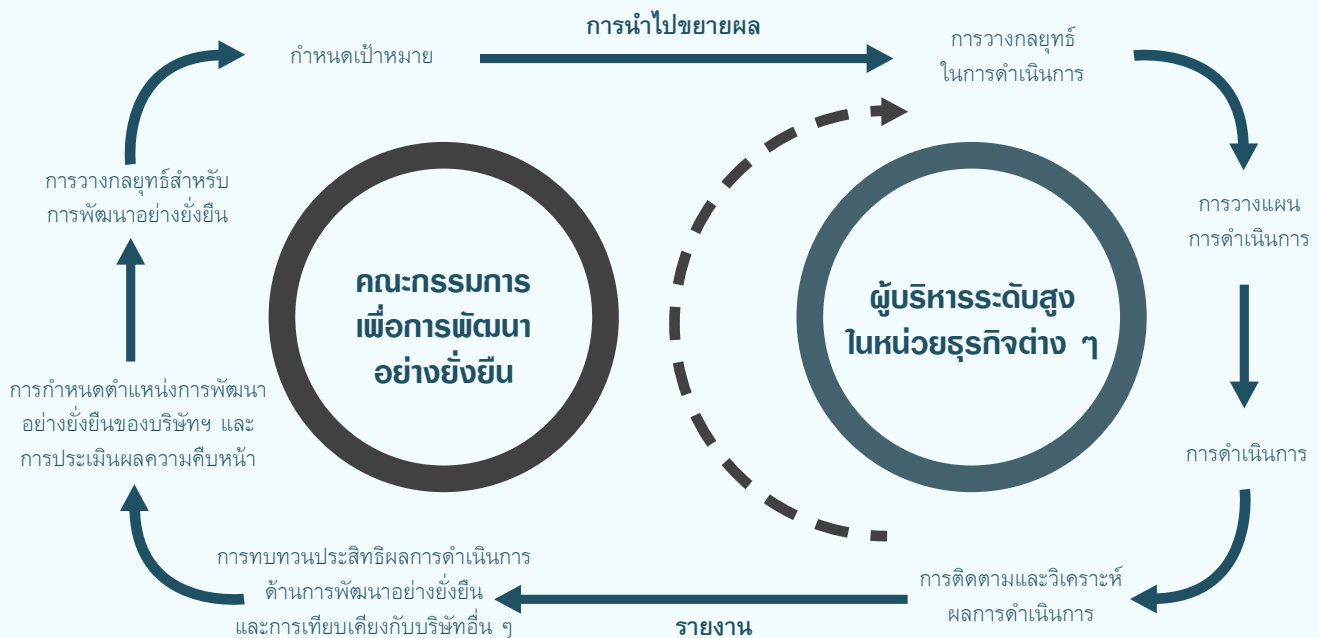 การนำไปขยายผล
กำหนดเป้าหมาย
การวางกลยุทธ์
ในการดำเนินการ
การวางกลยุทธ์สำหรับ
การพัฒนาอย่างยั่งยืน
การวางแผน
การดำเนินการ
คณะกรรมการ
เพื่อการพัฒนา
อย่างยั่งยืน
ผู้บริหารระดับสูง
ในหน่วยธุรกิจต่าง ๆ
การกำหนดตำแหน่งการพัฒนา
อย่างยั่งยืนของบริษัทฯ และ
การประเมินผลความคืบหน้า
การดำเนินการ
การทบทวนประสิทธิผลการดำเนินการ
ด้านการพัฒนาอย่างยั่งยืน
และการเทียบเคียงกับบริษัทอื่น ๆ
การติดตามและวิเคราะห์
ผลการดำเนินการ
รายงาน